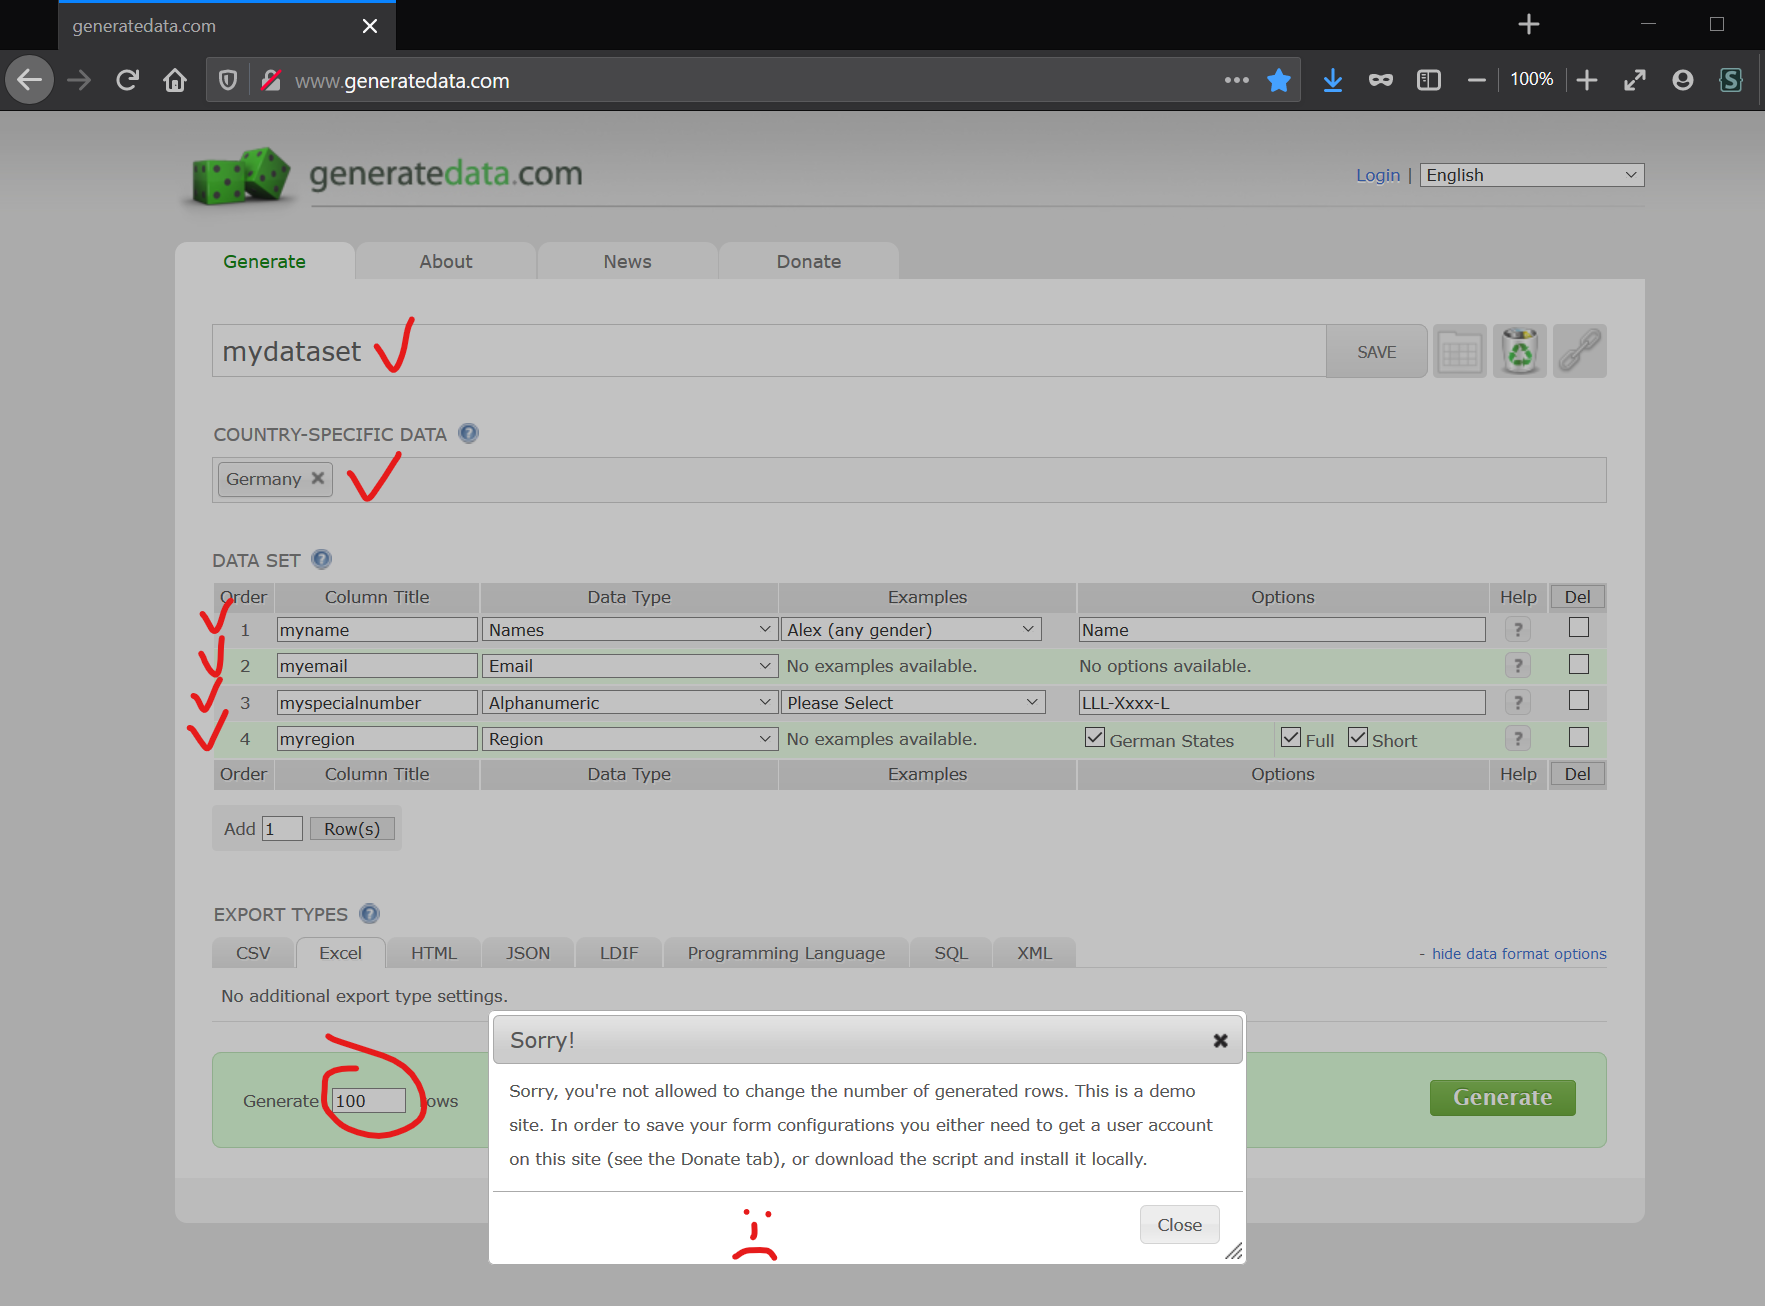 generatedata.com
www.generatedata.com
100%
generatedata.com
Login | English
Generate About News Donate
mydataset SAVE
COUNTRY-SPECIFIC DATA
Germany
DATA SET
Order Column Title Data Type Examples Options Help Del
1 myname Names Alex (any gender) Name ?
2 myemail Email No examples available. No options available. ?
3 myspecialnumber Alphanumeric Please Select LLL-Xxxx-L ?
4 myregion Region No examples available. German States Full Short ?
Order Column Title Data Type Examples Options Help Del
Add 1 Row(s)
EXPORT TYPES
CSV Excel HTML JSON LDIF Programming Language SQL XML - hide data format options
No additional export type settings.
Sorry!
Sorry, you're not allowed to change the number of generated rows. This is a demo
site. In order to save your form configurations you either need to get a user account
on this site (see the Donate tab), or download the script and install it locally.
Close
Generate 100 ows Generate